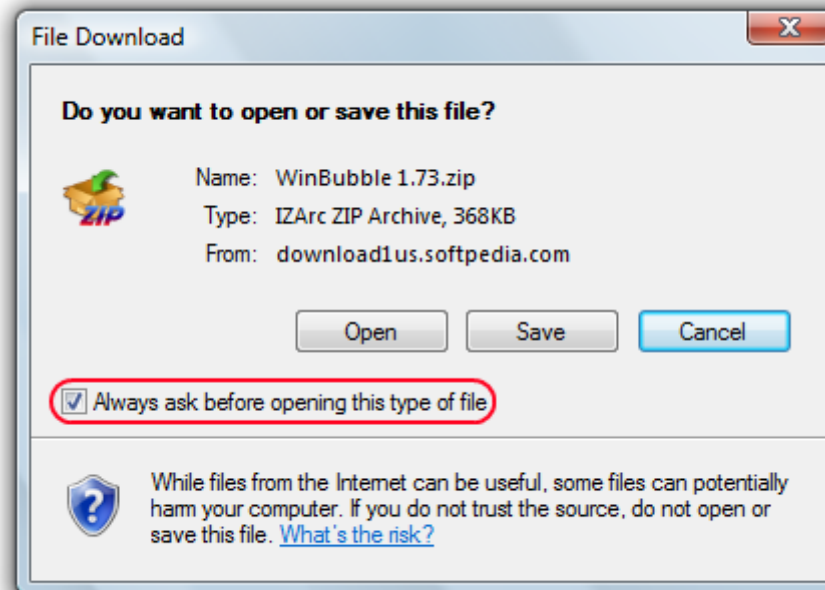 File Download
Do you want to open or save this file?
ZIP
Name: WinBubble 1.73.zip
Type: IZArc ZIP Archive, 368KB
From: download1us.softpedia.com
Open Save Cancel
Always ask before opening this type of file
While files from the Internet can be useful, some files can potentially
harm your computer. If you do not trust the source, do not open or
save this file. What's the risk?